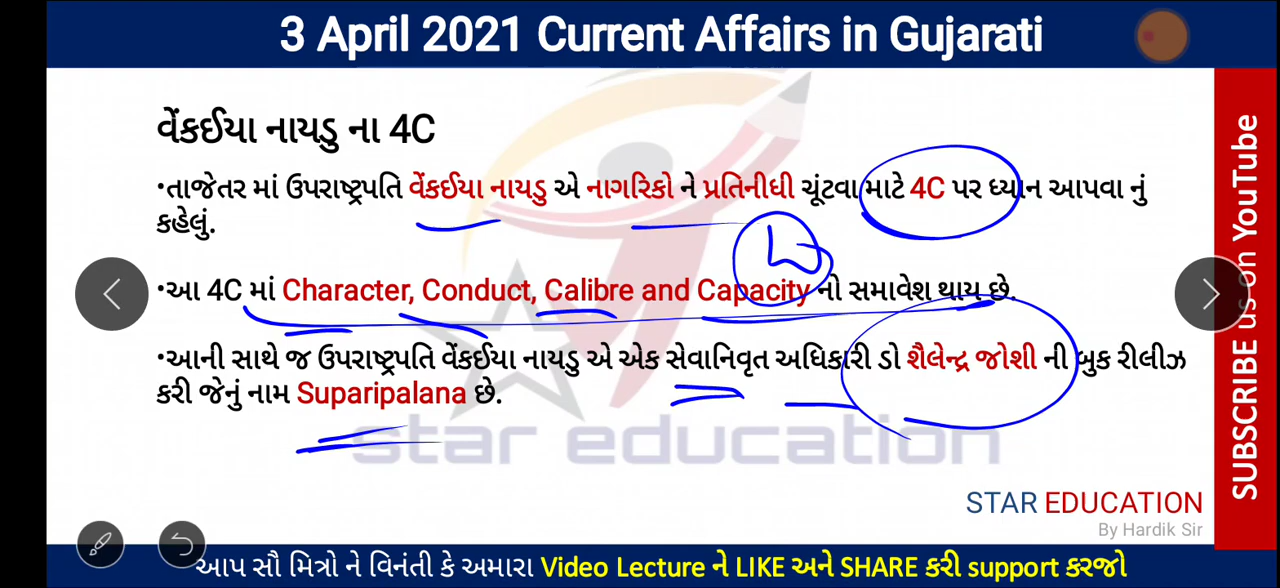 3 April 2021 Current Affairs in Gujarati
વેંકઈયા નાયડુ ના 4C
•તાજેતર માં ઉપરાષ્ટ્રપતિ વેંકઈયા નાયડુ એ નાગરિકો ને પ્રતિનીધી ચૂંટવા માટે 4C પર ધ્યાન આપવા નું
કહેલું.
•આ 4C માં Character, Conduct, Calibre and Capacity નો સમાવેશ થાય છે.
•આની સાથે જ ઉપરાષ્ટ્રપતિ વેંકઈયા નાયડુ એ એક સેવાનિવૃત અધિકારી ડો શૈલેન્દ્ર જોશી ની બુક રીલીઝ
કરી જેનું નામ Suparipalana છે.
star education
STAR EDUCATION
By Hardik Sir
આપ સૌ મિત્રો ને વિનંતી કે અમારા Video Lecture ને LIKE અને SHARE કરી support કરજો
SUBSCRIBE us on YouTube